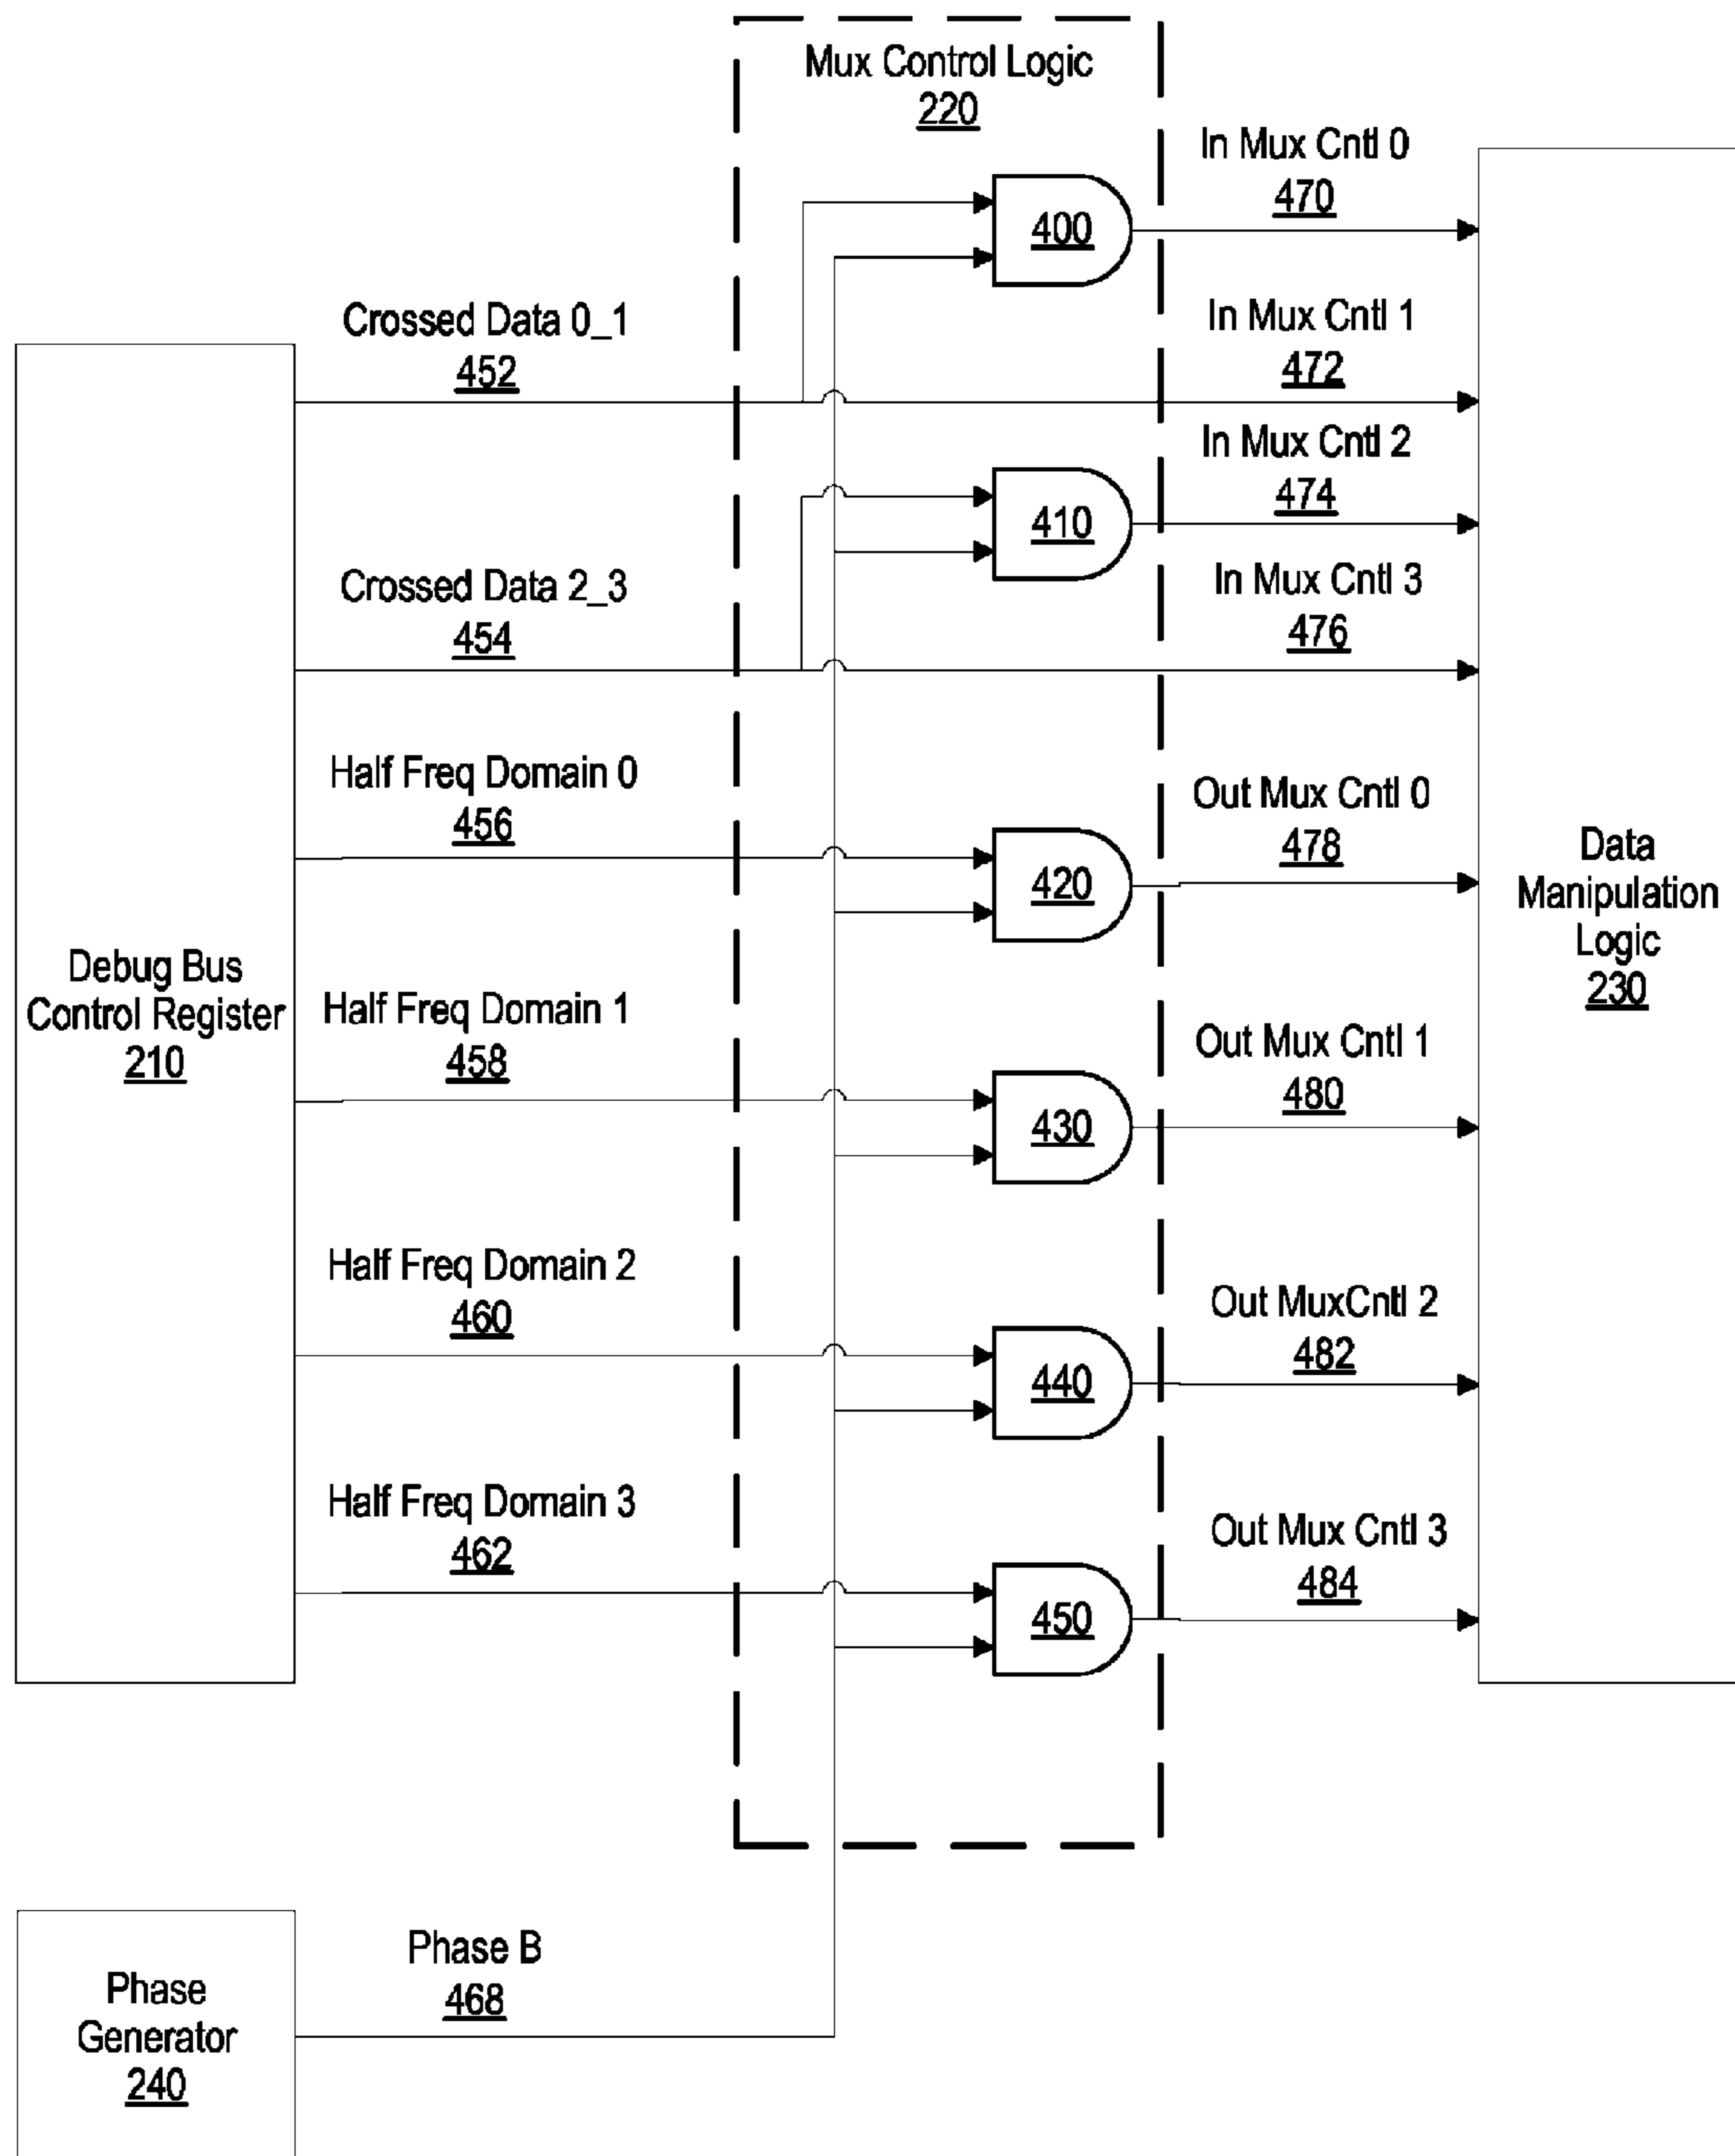 Mux Control Logic
220
In Mux Cntl 0
470
400
Crossed Data 0_1
452
In Mux Cntl 1
472
In Mux Cntl 2
474
410
Crossed Data 2_3
454
In Mux Cntl 3
476
Half Freq Domain 0
456
Out Mux Cntl 0
478
420
Data
Manipulation
Logic
230
Debug Bus
Control Register
210
Half Freq Domain 1
458
Out Mux Cntl 1
480
430
Half Freq Domain 2
460
Out MuxCntl 2
482
440
Half Freq Domain 3
462
Out Mux Cntl 3
484
450
Phase B
468
Phase
Generator
240